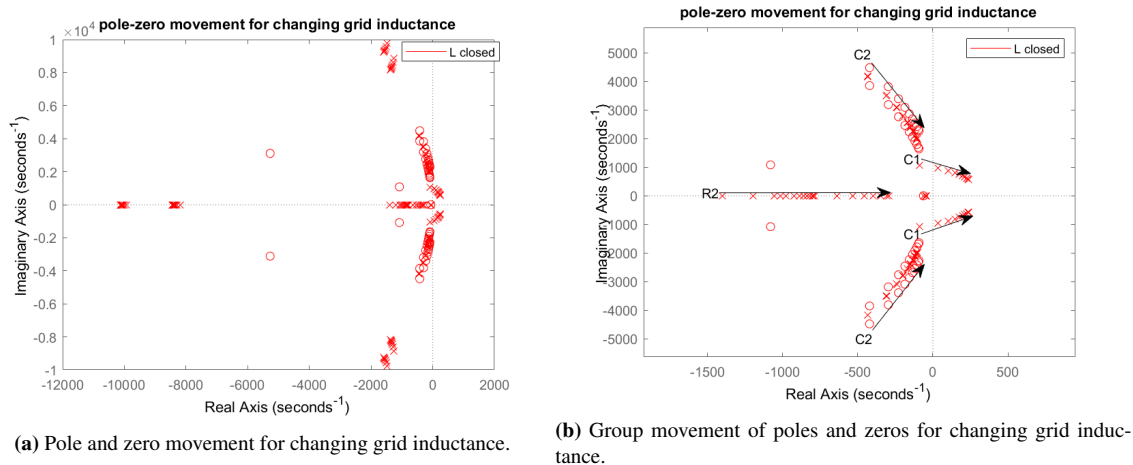 pole-zero movement for changing grid inductance
1 ×10⁴
L closed
0.8
0.6
0.4
0.2
0
-0.2
-0.4
-0.6
-0.8
-1
Imaginary Axis (seconds⁻¹)
-12000 -10000 -8000 -6000 -4000 -2000 0 2000
Real Axis (seconds⁻¹)
(a) Pole and zero movement for changing grid inductance.
pole-zero movement for changing grid inductance
L closed
5000
4000
3000
2000
1000
0
1000
2000
3000
4000
5000
Imaginary Axis (seconds⁻¹)
C2
C1
R2
C1
C2
-1500 -1000 -500 0 500
Real Axis (seconds⁻¹)
(b) Group movement of poles and zeros for changing grid induc-
tance.